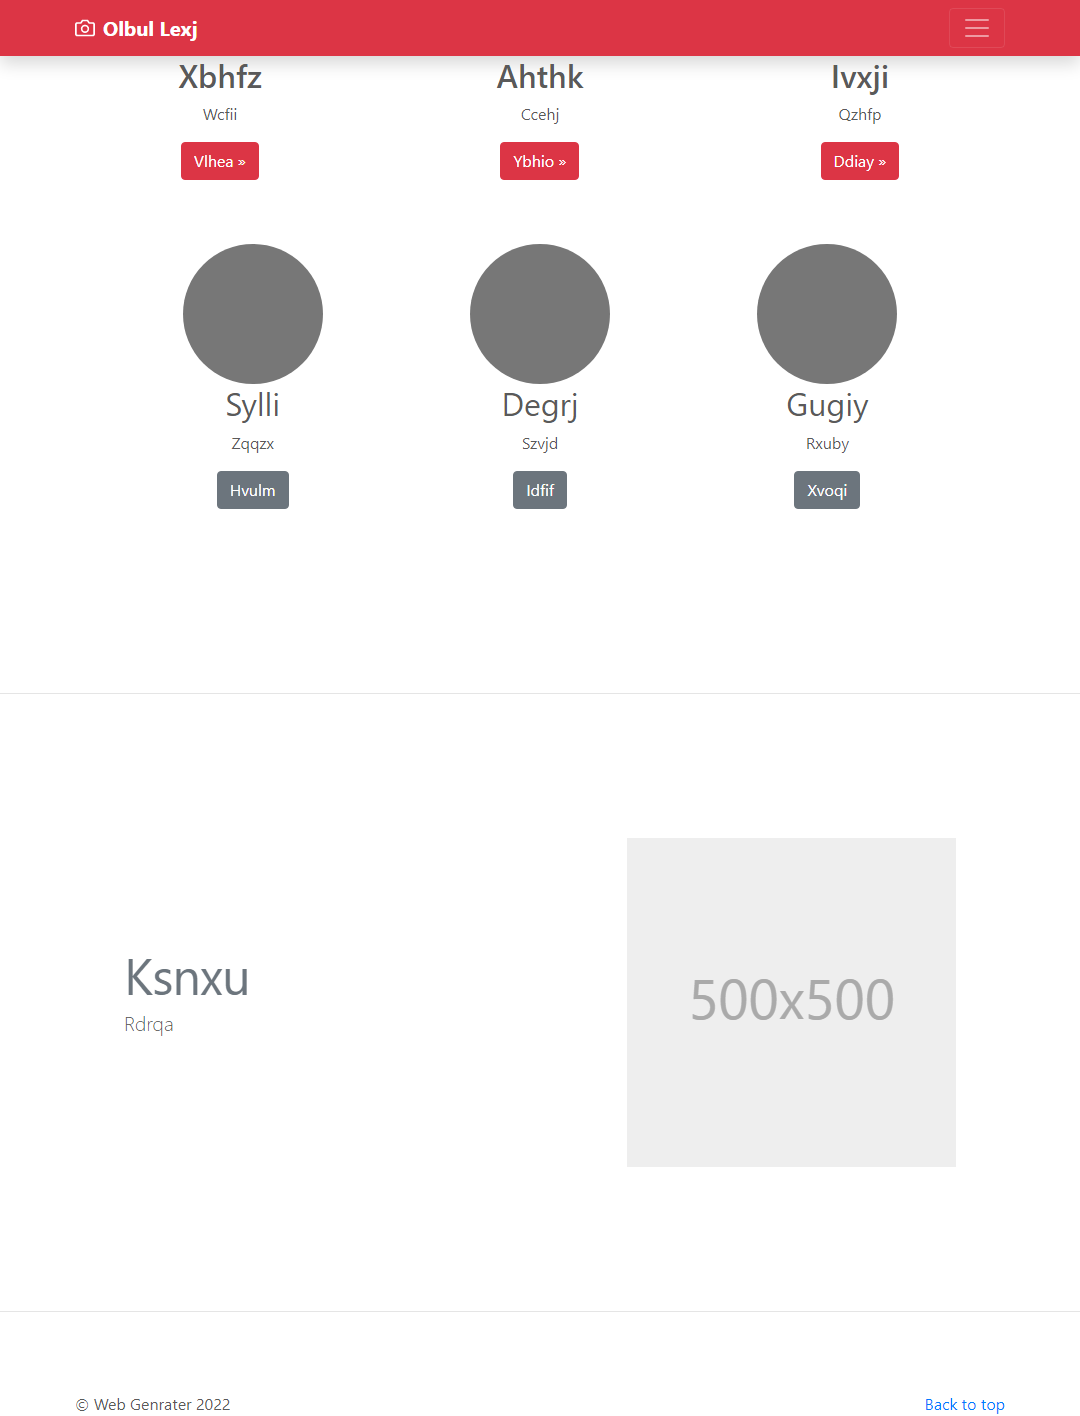 Olbul Lexj
Xbhfz
Ahthk
Ivxji
Wcfii
Ccehj
Qzhfp
Vlhea »
Ybhio »
Ddiay »
Sylli
Degrj
Gugiy
Zqqzx
Szvjd
Rxuby
Hvulm
Idfif
Xvoqi
Ksnxu
Rdrqa
500x500
© Web Genrater 2022
Back to top